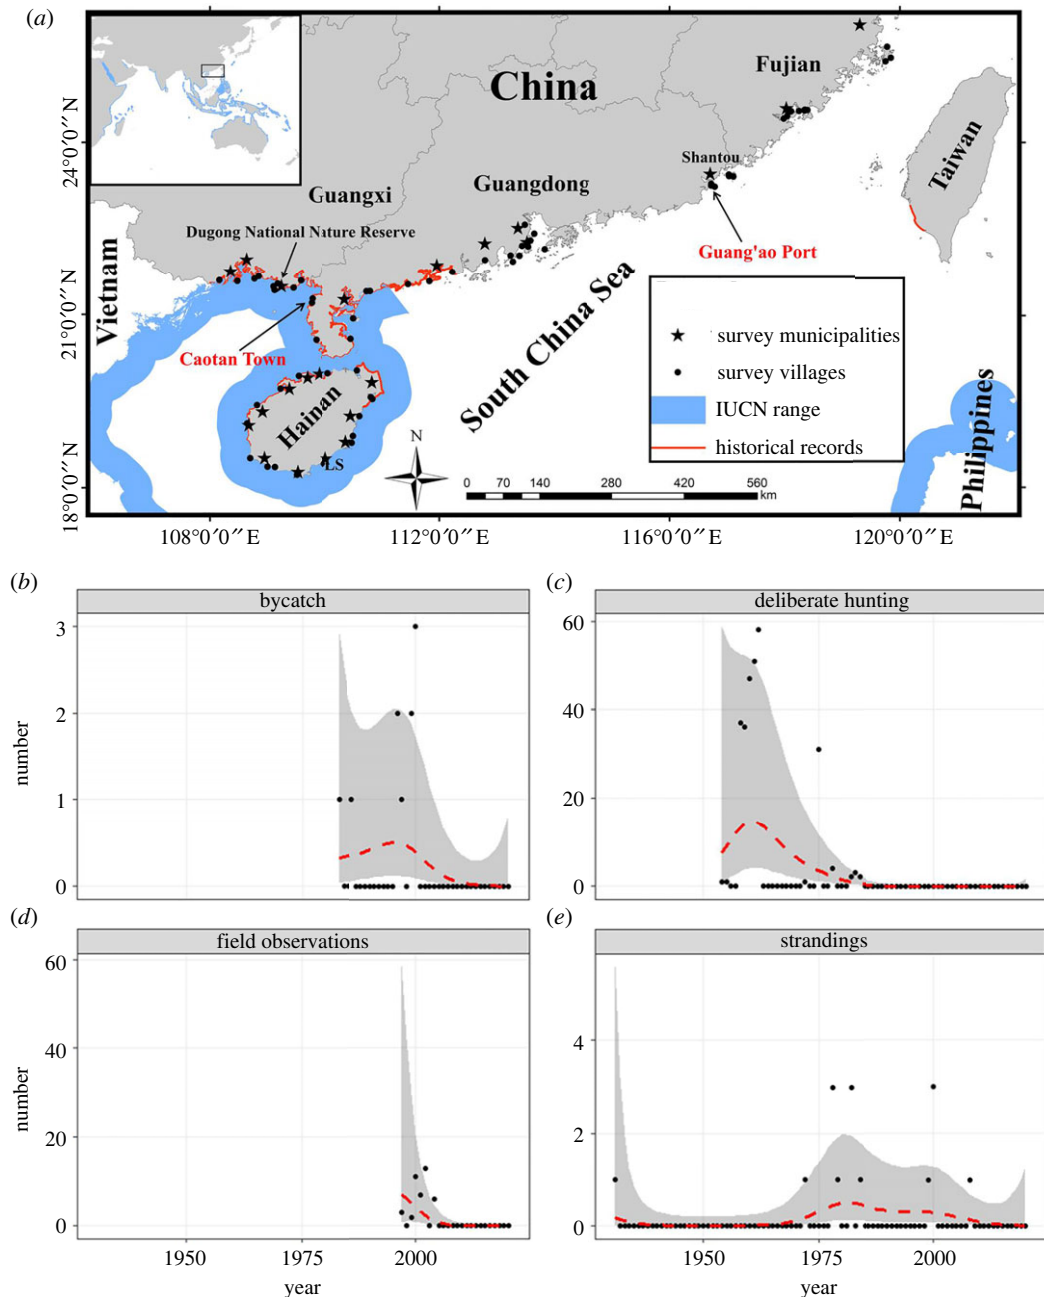 (a)
China
Fujian
Taiwan
Shantou
Guangdong
Guangxi
Dugong National Nature Reserve
Guang'ao Port
Vietnam
Caotan Town
South China Sea
Hainan
LS
Philippines
survey municipalities
survey villages
IUCN range
historical records
N
0 35 70 140 280 420 560
km
24°0′0″ N
21°0′0″ N
18°0′0″ N
108°0′0″ E
112°0′0″ E
116°0′0″ E
120°0′0″ E
(b)
bycatch
number
3
2
1
0
(c)
deliberate hunting
60
40
20
0
(d)
field observations
number
60
40
20
0
1950
1975
2000
year
(e)
strandings
4
2
0
1950
1975
2000
year